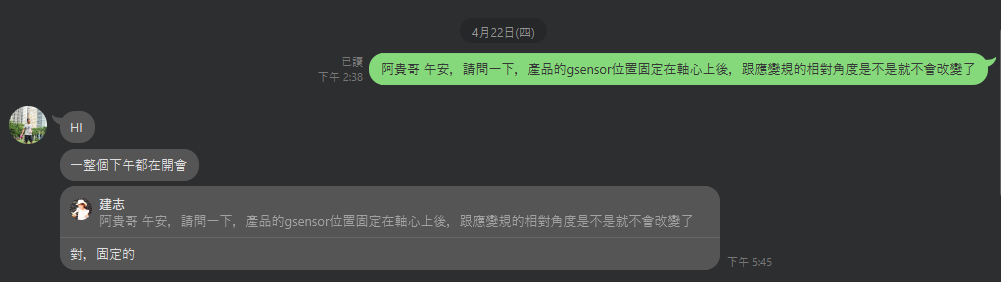 4月22日(四)
已讀
下午 2:38
阿貴哥 午安，請問一下，產品的gsensor位置固定在軸心上後，跟應變規的相對角度是不是就不會改變了
HI
一整個下午都在開會
建志
阿貴哥 午安，請問一下，產品的gsensor位置固定在軸心上後，跟應變規的相對角度是不是就不會改變了
對，固定的
下午 5:45